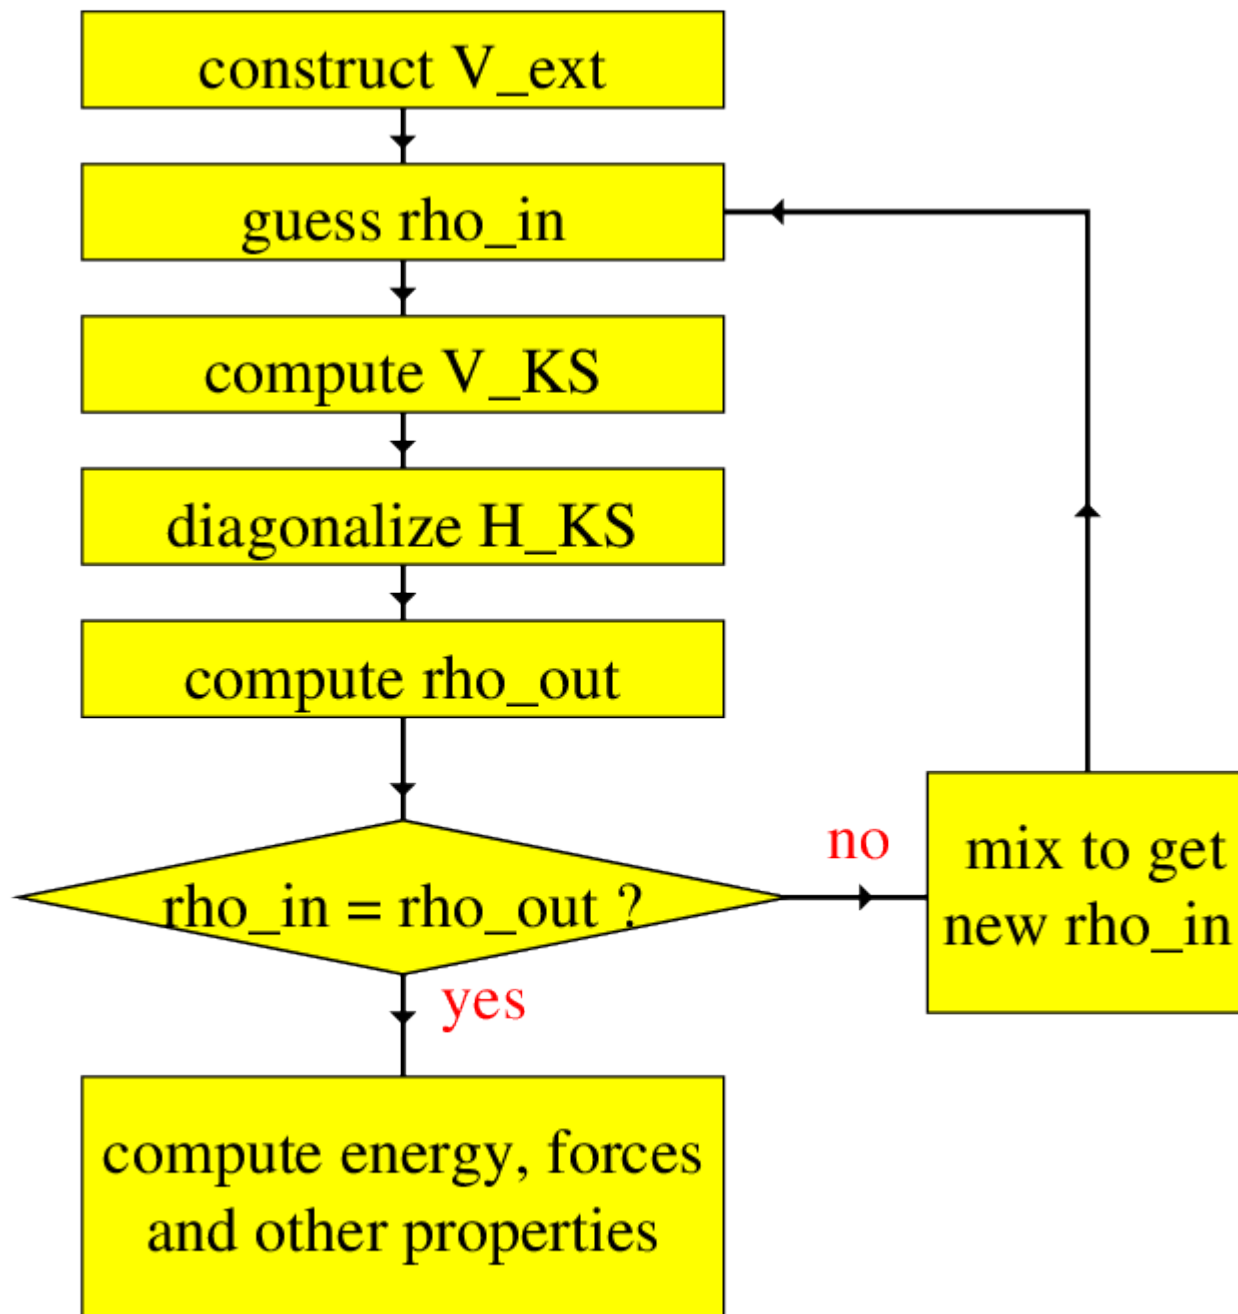 construct V_ext
guess rho_in
compute V_KS
diagonalize H_KS
compute rho_out
rho_in = rho_out ?
no
mix to get
new rho_in
yes
compute energy, forces
and other properties